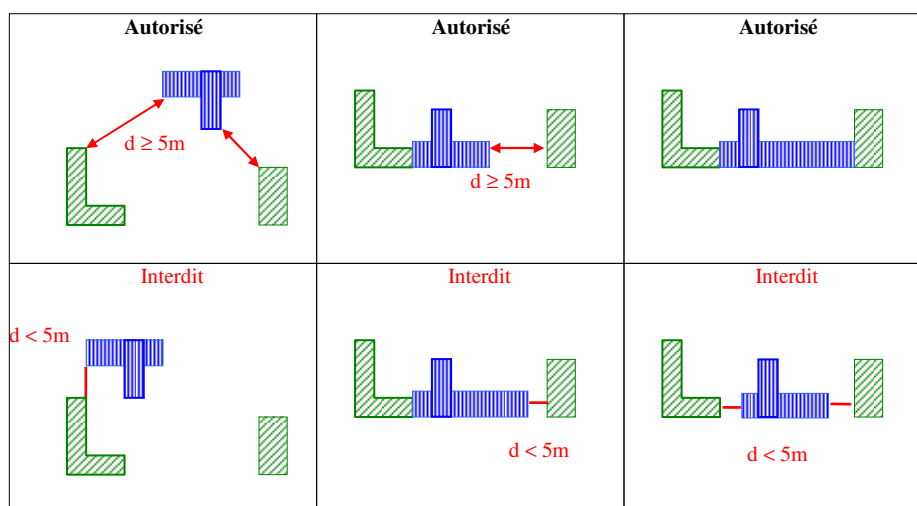 Autorisé
Autorisé
Autorisé
d ≥ 5m
d ≥ 5m
Interdit
Interdit
Interdit
d < 5m
d < 5m
d < 5m